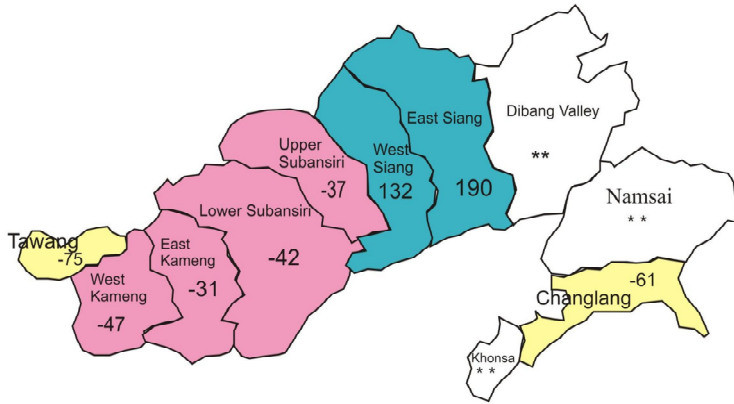 Dibang Valley
**
East Siang
190
West
Siang
132
Upper
Subansiri
-37
Namsai
* *
Lower Subansiri
-42
Tawang
-75
East
Kameng
-31
West
Kameng
-47
-61
Changlang
Khonsa
* *